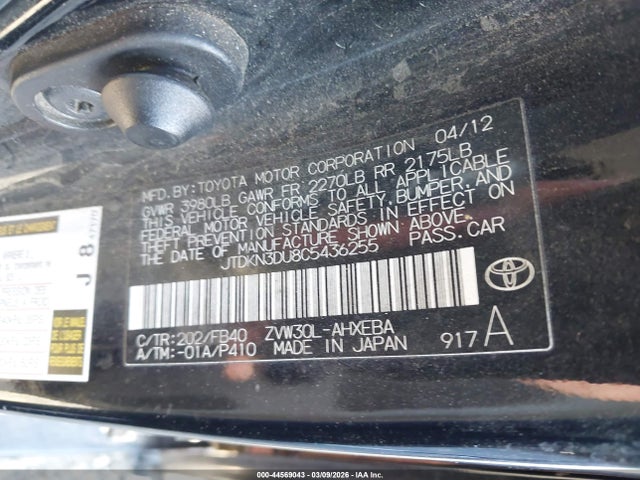 MFD. BY: TOYOTA MOTOR CORPORATION 04/12
GVWR 3980LB GAWR FR 2270LB RR 2175LB
THIS VEHICLE CONFORMS TO ALL APPLICABLE
FEDERAL MOTOR VEHICLE SAFETY, BUMPER, AND
THEFT PREVENTION STANDARDS IN EFFECT ON
THE DATE OF MANUFACTURE SHOWN ABOVE.
JTDKN3DU8C5436255 PASS. CAR
C/TR: 202/FB40 ZVW30L-AHXEBA
A/TM: -01A/P410 MADE IN JAPAN 917 A
J 8
000-44569043 - 03/09/2026 - IAA Inc.